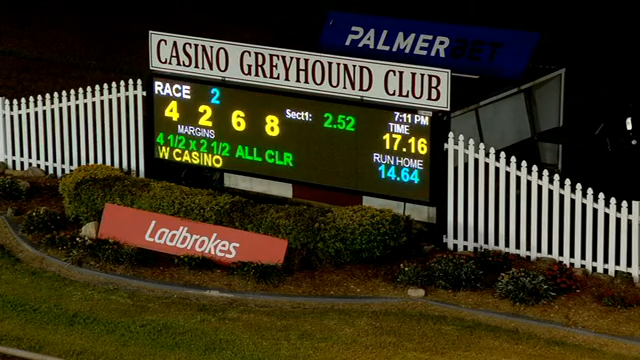 PALMERBET
CASINO GREYHOUND CLUB
RACE 2
4 2 6 8
Sect1: 2.52
7:11 PM
TIME
17.16
MARGINS
4 1/2 x 2 1/2 ALL CLR
W CASINO
RUN HOME
14.64
Ladbrokes